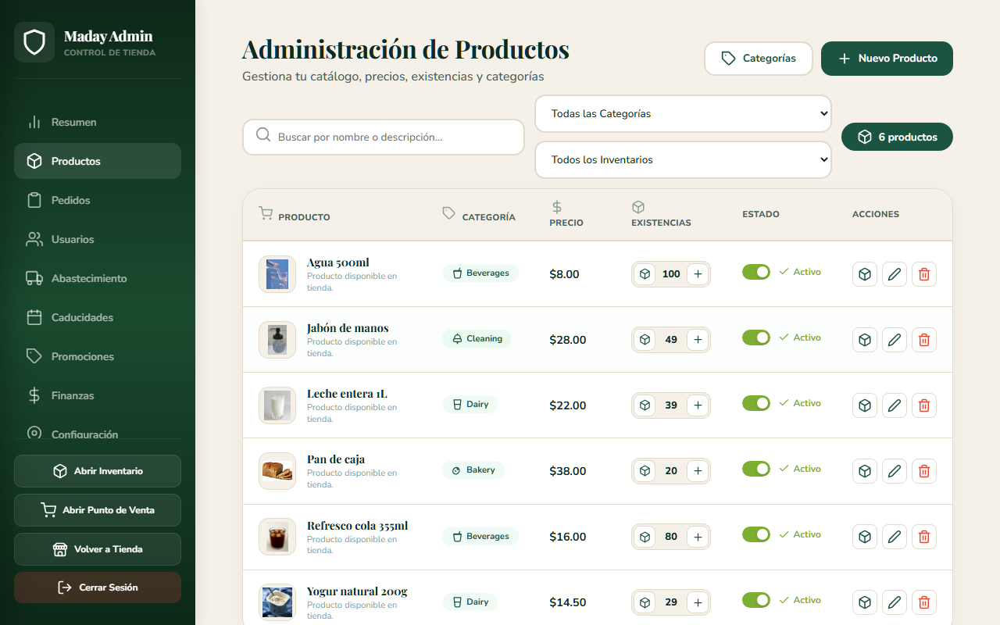 Maday Admin
CONTROL DE TIENDA
Resumen
Productos
Pedidos
Usuarios
Abastecimiento
Caducidades
Promociones
Finanzas
Configuración
Abrir Inventario
Abrir Punto de Venta
Volver a Tienda
Cerrar Sesión
Administración de Productos
Gestiona tu catálogo, precios, existencias y categorías
Categorías
Nuevo Producto
Buscar por nombre o descripción...
Todas las Categorías
Todos los Inventarios
6 productos
PRODUCTO
CATEGORÍA
PRECIO
EXISTENCIAS
ESTADO
ACCIONES
Agua 500ml
Producto disponible en
tienda.
Beverages
$8.00
100
Activo
Jabón de manos
Producto disponible en
tienda.
Cleaning
$28.00
49
Activo
Leche entera 1L
Producto disponible en
tienda.
Dairy
$22.00
39
Activo
Pan de caja
Producto disponible en
tienda.
Bakery
$38.00
20
Activo
Refresco cola 355ml
Producto disponible en
tienda.
Beverages
$16.00
80
Activo
Yogur natural 200g
Producto disponible en
tienda.
Dairy
$14.50
29
Activo